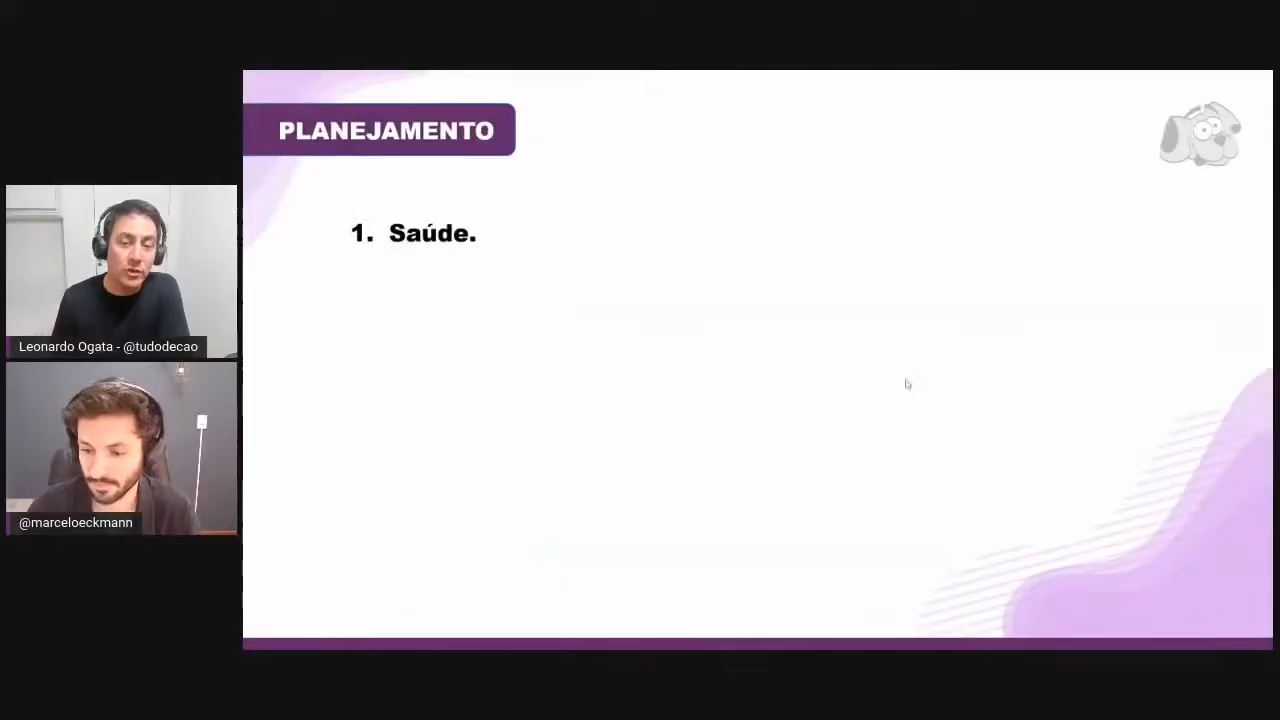 PLANEJAMENTO
1. Saúde.
Leonardo Ogata - @tudodecao
@marceloeckmann